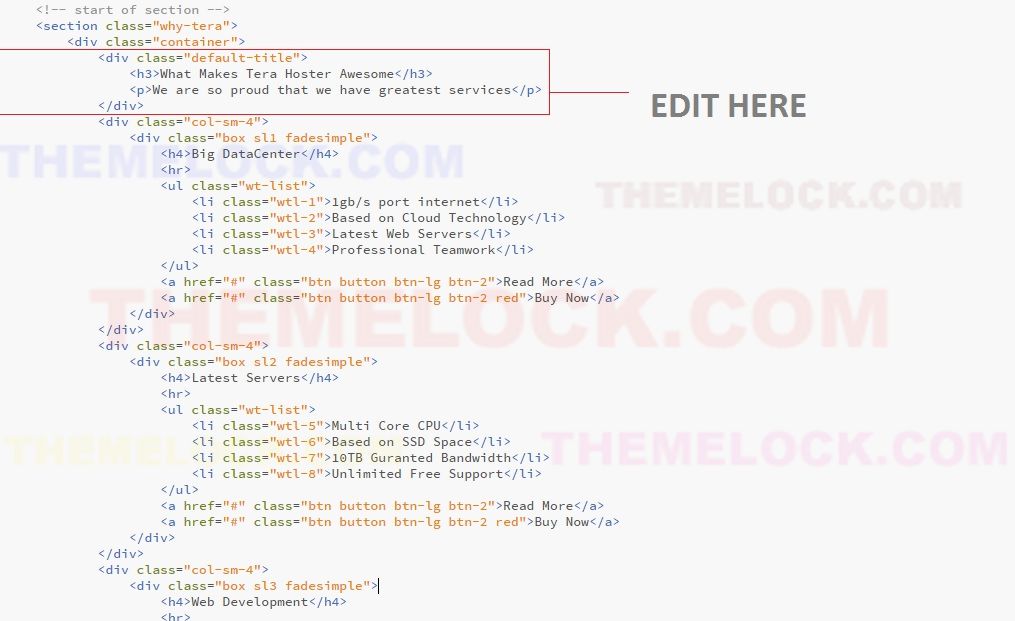 <!-- start of section -->
<section class="why-tera">
<div class="container">
<div class="default-title">
<h3>What Makes Tera Hoster Awesome</h3>
<p>We are so proud that we have greatest services</p>
</div>
EDIT HERE
<div class="col-sm-4">
<div class="box sl1 fadesimple">
<h4>Big DataCenter</h4>
THEMELOCK.COM
<hr>
<ul class="wt-list">
THEMELOCK.COM
<li class="wtl-1">1gb/s port internet</li>
<li class="wtl-2">Based on Cloud Technology</li>
<li class="wtl-3">Latest Web Servers</li>
<li class="wtl-4">Professional Teamwork</li>
</ul>
<a href="#" class="btn button btn-lg btn-2">Read More</a>
<a href="#" class="btn button btn-lg btn-2 red">Buy Now</a>
THEMELOCK.COM
</div>
</div>
<div class="col-sm-4">
<div class="box sl2 fadesimple">
<h4>Latest Servers</h4>
<hr>
<ul class="wt-list">
<li class="wtl-5">Multi Core CPU</li>
<li class="wtl-6">Based on SSD Space</li>
THEMELOCK.COM
THEMELOCK.COM
<li class="wtl-7">10TB Guranted Bandwidth</li>
<li class="wtl-8">Unlimited Free Support</li>
</ul>
<a href="#" class="btn button btn-lg btn-2">Read More</a>
<a href="#" class="btn button btn-lg btn-2 red">Buy Now</a>
</div>
</div>
<div class="col-sm-4">
<div class="box sl3 fadesimple">
<h4>Web Development</h4>
<hr>